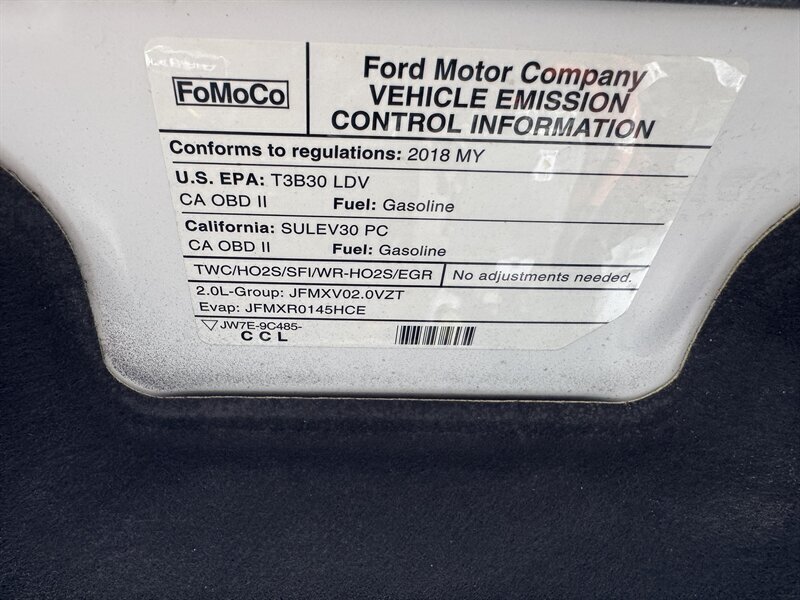 FoMoCo
Ford Motor Company
VEHICLE EMISSION
CONTROL INFORMATION
Conforms to regulations: 2018 MY
U.S. EPA: T3B30 LDV
CA OBD II Fuel: Gasoline
California: SULEV30 PC
CA OBD II Fuel: Gasoline
TWC/HO2S/SFI/WR-HO2S/EGR No adjustments needed.
2.0L-Group: JFMXV02.0VZT
Evap: JFMXR0145HCE
JW7E-9C485-
C C L